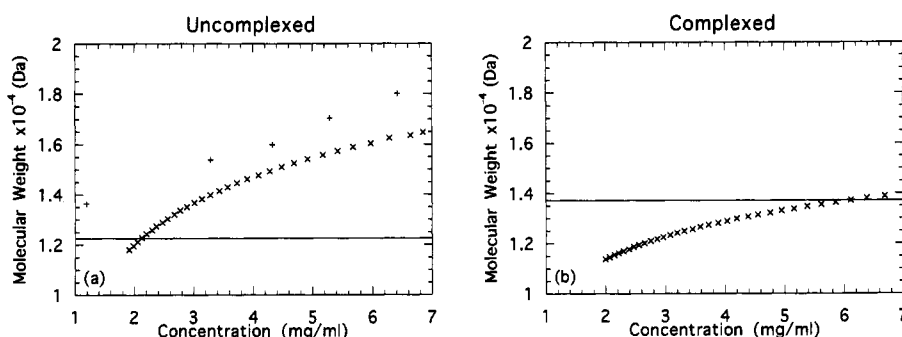 Uncomplexed
Molecular Weight x10⁻⁴ (Da)
2
1.8
1.6
1.4
1.2
1
(a)
1 2 3 4 5 6 7
Concentration (mg/ml)
Complexed
Molecular Weight x10⁻⁴ (Da)
2
1.8
1.6
1.4
1.2
1
(b)
1 2 3 4 5 6 7
Concentration (mg/ml)